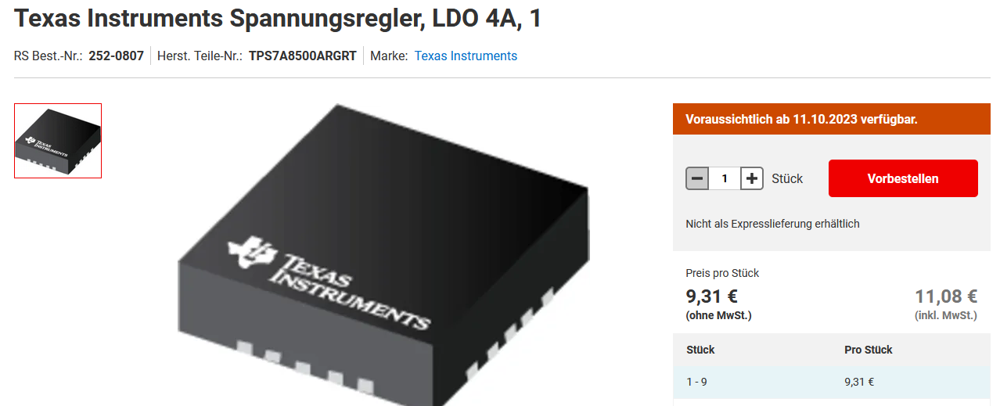 Texas Instruments Spannungsregler, LDO 4A, 1
RS Best.-Nr.: 252-0807 Herst. Teile-Nr.: TPS7A8500ARGRT Marke: Texas Instruments
TEXAS
INSTRUMENTS
TEXAS
INSTRUMENTS
Voraussichtlich ab 11.10.2023 verfügbar.
1 Stück Vorbestellen
Nicht als Expresslieferung erhältlich
Preis pro Stück
9,31 € 11,08 €
(ohne MwSt.) (inkl. MwSt.)
Stück Pro Stück
1 - 9 9,31 €